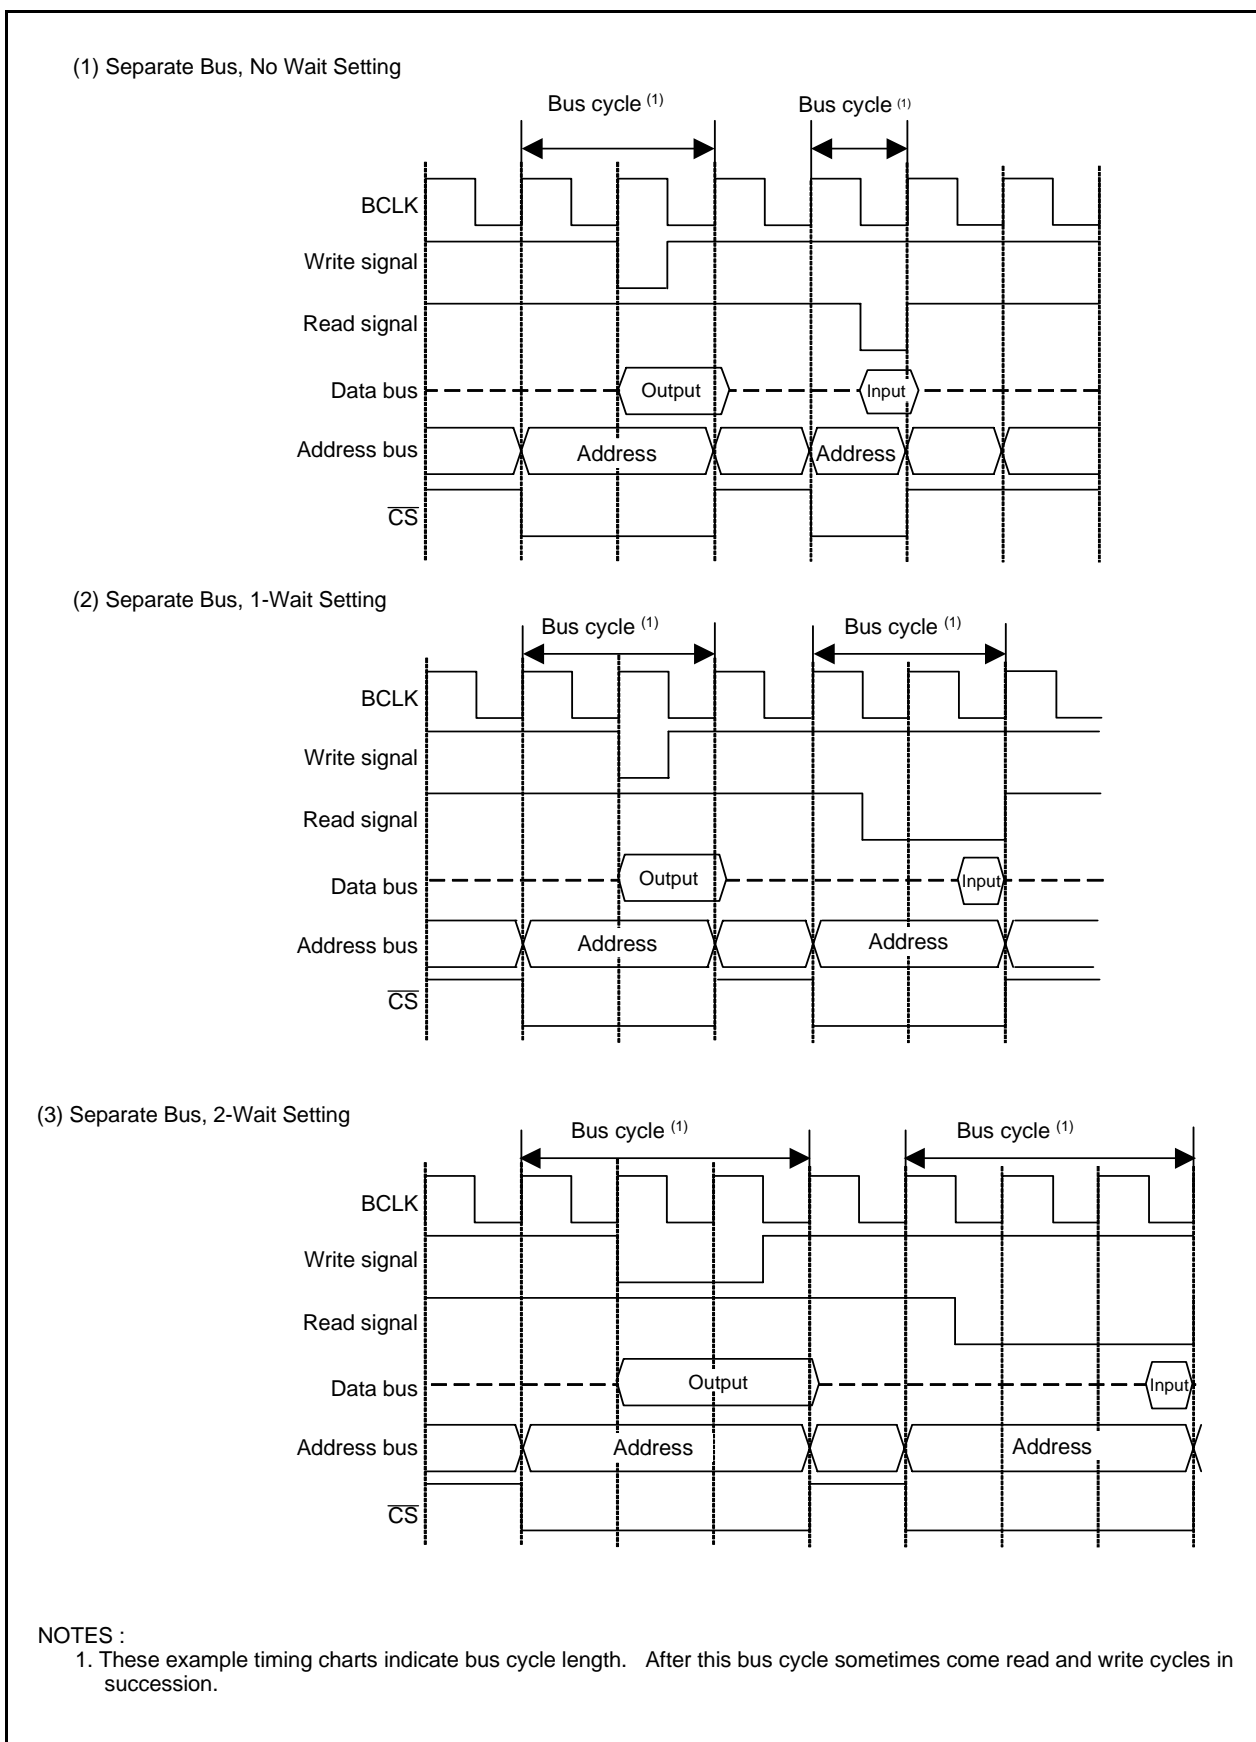 (1) Separate Bus, No Wait Setting
Bus cycle (1)
Bus cycle (1)
BCLK
Write signal
Read signal
Data bus
Output
Input
Address bus
Address
Address
CS
(2) Separate Bus, 1-Wait Setting
Bus cycle (1)
Bus cycle (1)
BCLK
Write signal
Read signal
Data bus
Output
Input
Address bus
Address
Address
CS
(3) Separate Bus, 2-Wait Setting
Bus cycle (1)
Bus cycle (1)
BCLK
Write signal
Read signal
Data bus
Output
Input
Address bus
Address
Address
CS
NOTES :
1. These example timing charts indicate bus cycle length. After this bus cycle sometimes come read and write cycles in
succession.